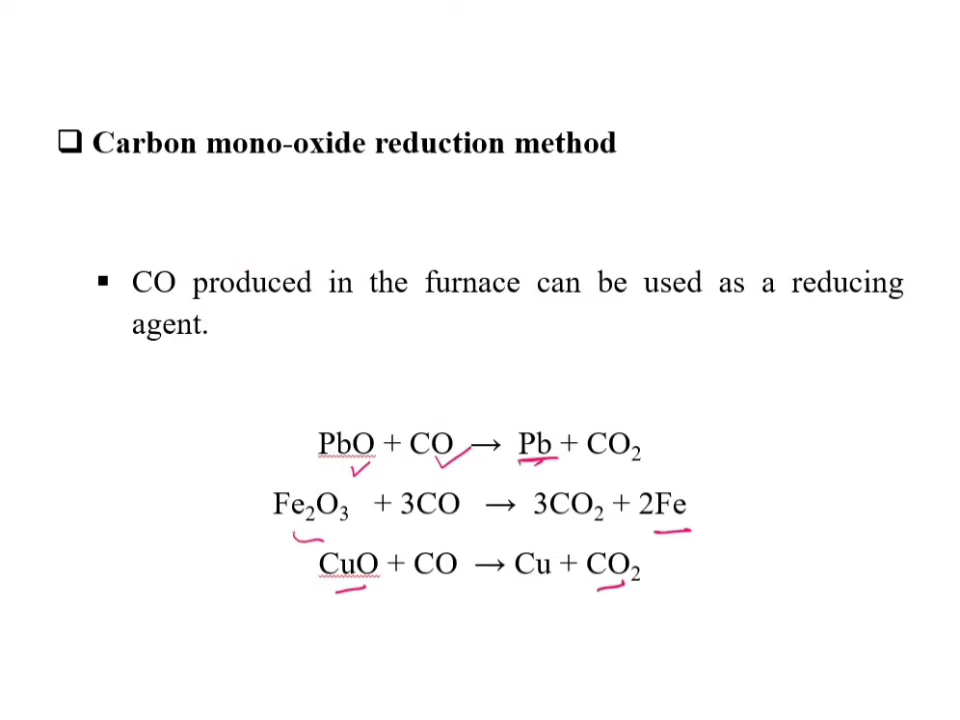 ❑ Carbon mono-oxide reduction method
▪ CO produced in the furnace can be used as a reducing
agent.
PbO + CO → Pb + CO₂
Fe₂O₃ + 3CO → 3CO₂ + 2Fe
CuO + CO → Cu + CO₂